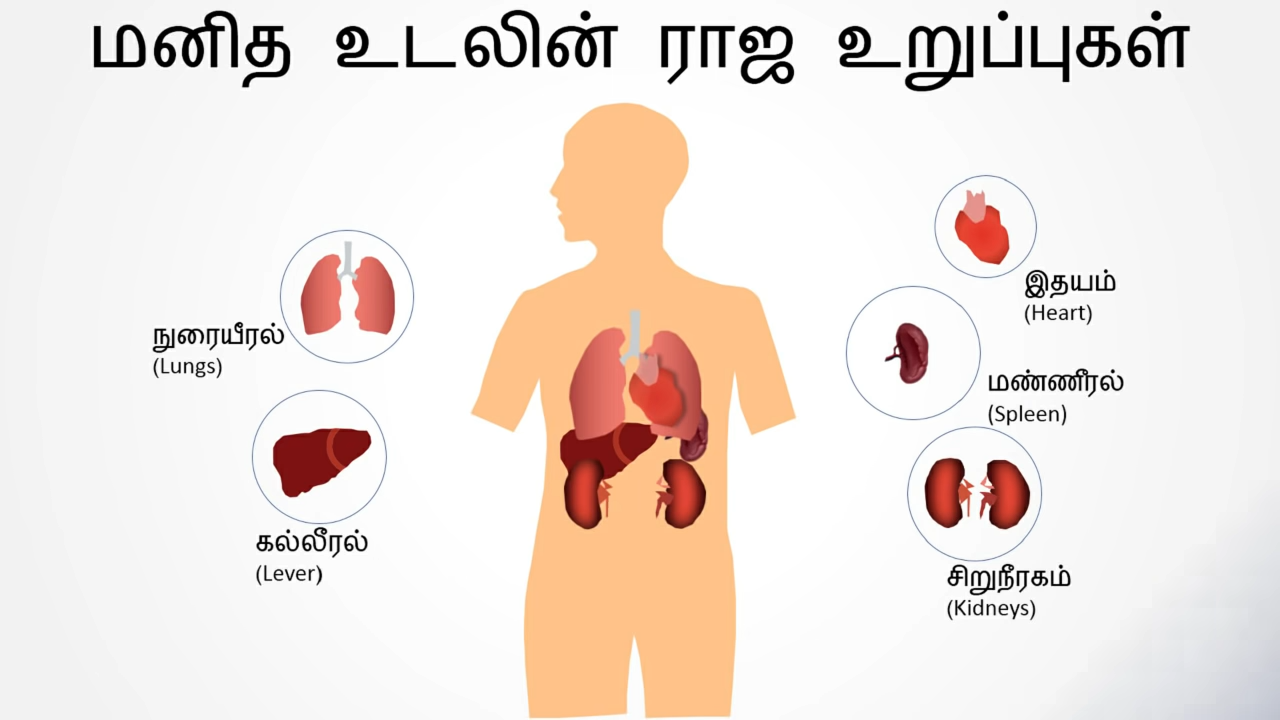 மனித உடலின் ராஜ உறுப்புகள்
நுரையீரல்
(Lungs)
கல்லீரல்
(Lever)
இதயம்
(Heart)
மண்ணீரல்
(Spleen)
சிறுநீரகம்
(Kidneys)